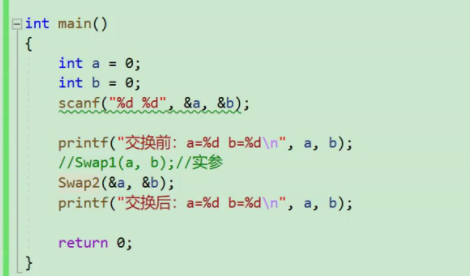 int main()
{
int a = 0;
int b = 0;
scanf("%d %d", &a, &b);
printf("交换前：a=%d b=%d\n", a, b);
//Swap1(a, b);//实参
Swap2(&a, &b);
printf("交换后：a=%d b=%d\n", a, b);
return 0;
}